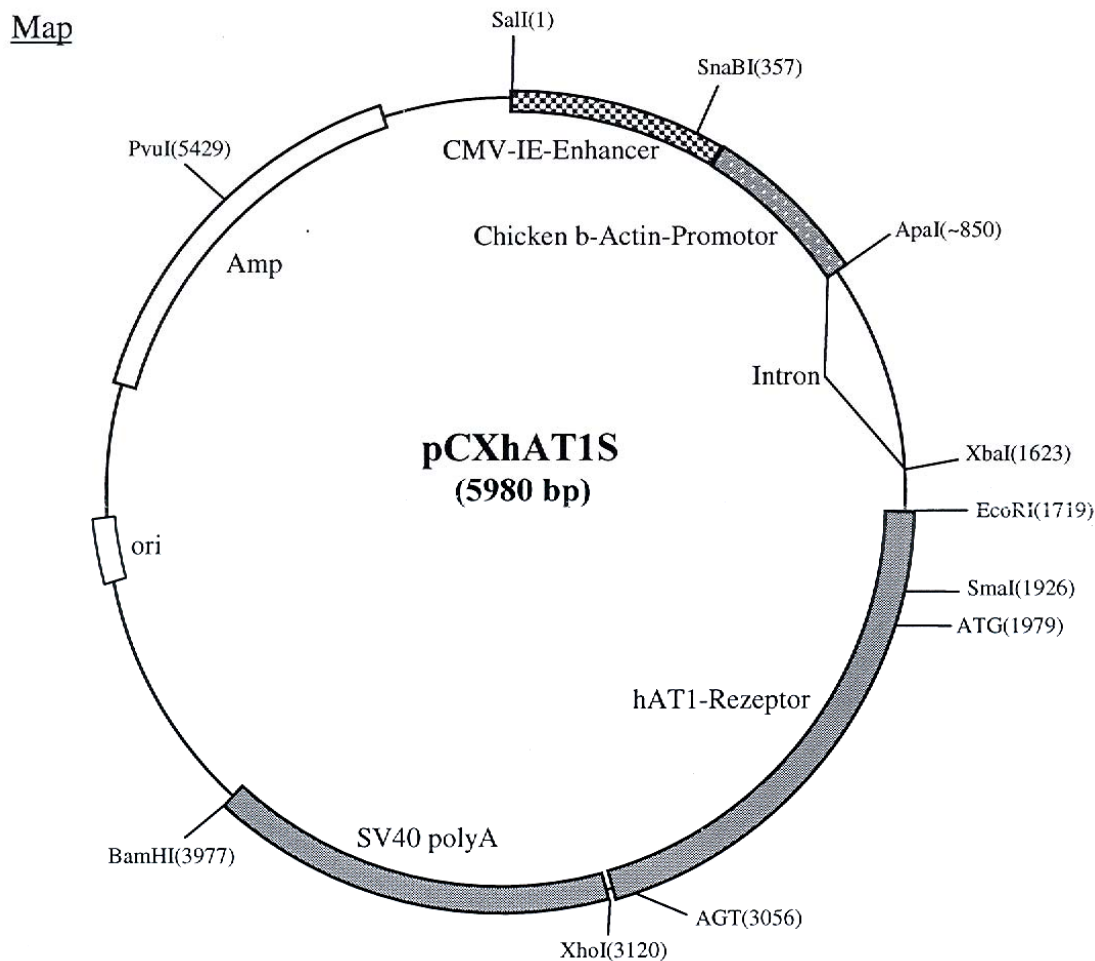 Map
SalI(1)
SnaBI(357)
PvuI(5429)
CMV-IE-Enhancer
Chicken b-Actin-Promotor
ApaI(~850)
Amp
Intron
pCXhAT1S
(5980 bp)
XbaI(1623)
EcoRI(1719)
ori
SmaI(1926)
ATG(1979)
hAT1-Rezeptor
SV40 polyA
BamHI(3977)
AGT(3056)
XhoI(3120)